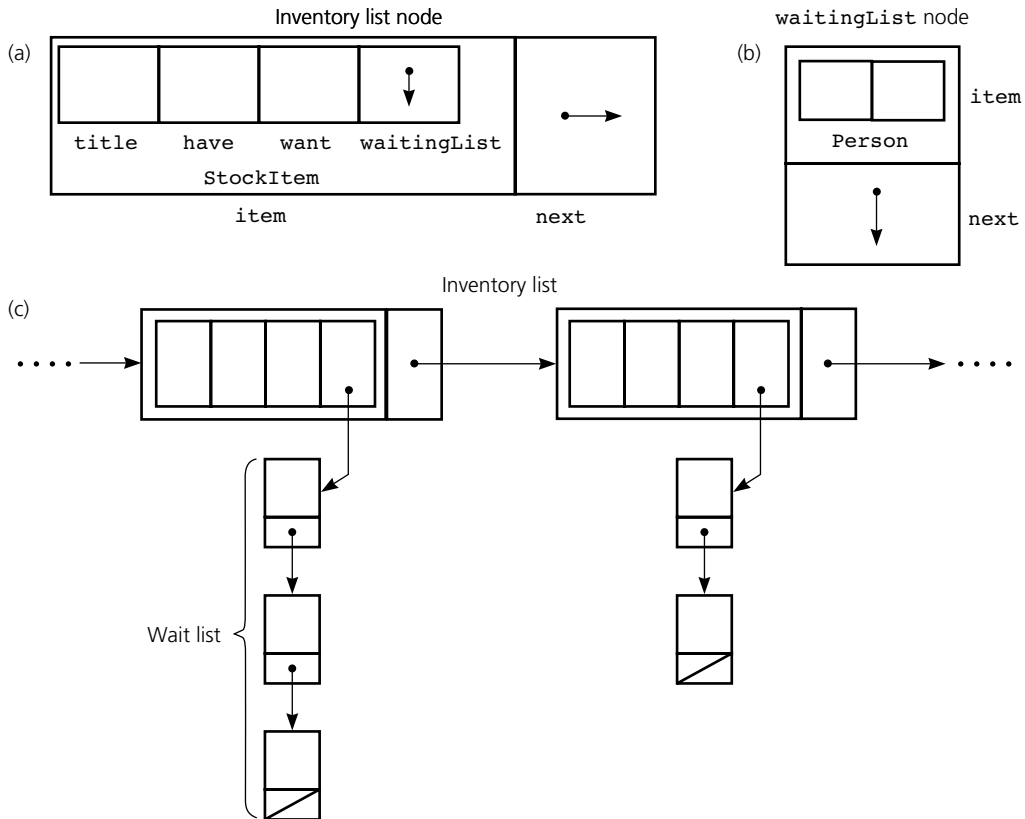 Inventory list node
(a)
title have want waitingList
StockItem
item next
waitingList node
(b)
item
Person
next
Inventory list
(c)
Wait list